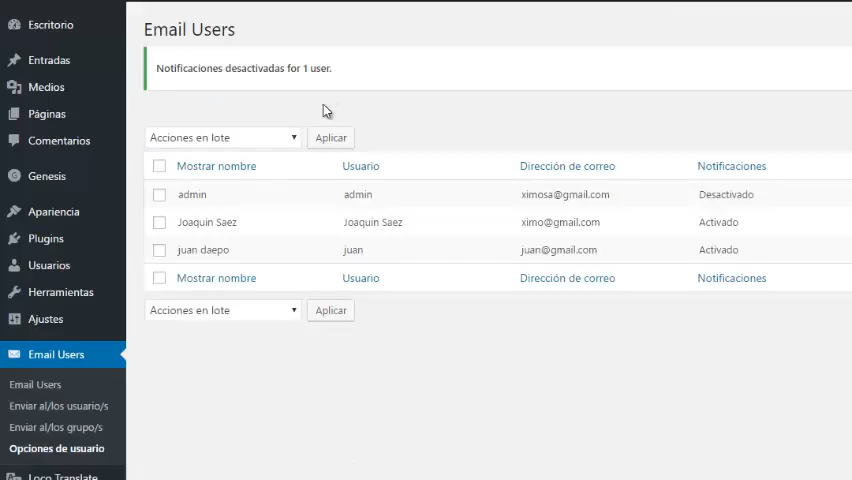 Escritorio
Entradas
Medios
Páginas
Comentarios
Genesis
Apariencia
Plugins
Usuarios
Herramientas
Ajustes
Email Users
Email Users
Enviar al/los usuario/s
Enviar al/los grupo/s
Opciones de usuario
Loco Translate
Email Users
Notificaciones desactivadas for 1 user.
Acciones en lote Aplicar
Mostrar nombre Usuario Dirección de correo Notificaciones
admin admin ximosa@gmail.com Desactivado
Joaquin Saez Joaquin Saez ximo@gmail.com Activado
juan daepo juan juan@gmail.com Activado
Mostrar nombre Usuario Dirección de correo Notificaciones
Acciones en lote Aplicar